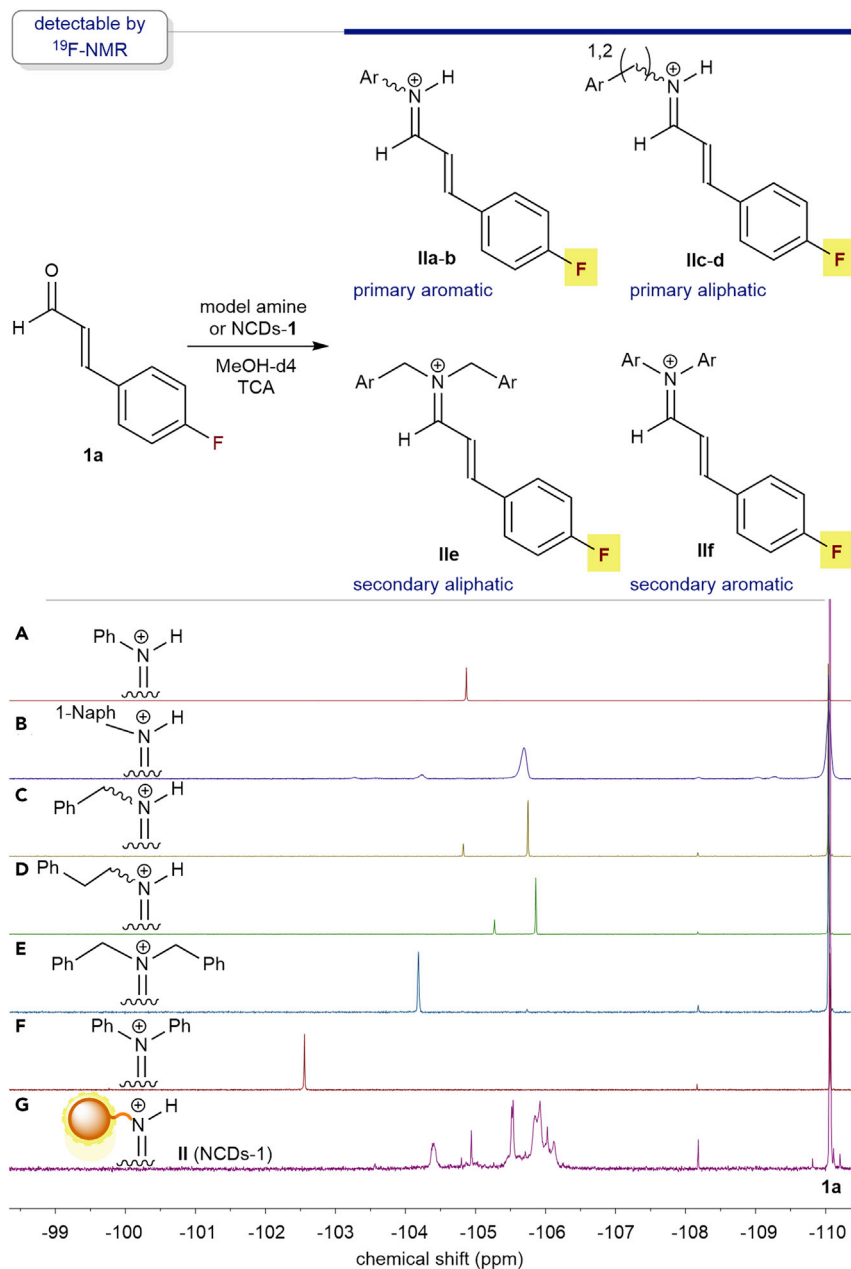 detectable by
¹⁹F-NMR
Ar
⊕
N
H
H
F
IIa-b
primary aromatic
1,2
Ar
⊕
N
H
H
F
IIc-d
primary aliphatic
O
H
F
1a
model amine
or NCDs-1
MeOH-d4
TCA
Ar
⊕
N
Ar
H
F
IIe
secondary aliphatic
Ar
⊕
N
Ar
H
F
IIf
secondary aromatic
A
Ph
⊕
N
H
B
1-Naph
⊕
N
H
C
Ph
⊕
N
H
D
Ph
⊕
N
H
E
Ph
⊕
N
Ph
F
Ph
⊕
N
Ph
G
⊕
N
H
II (NCDs-1)
1a
-99 -100 -101 -102 -103 -104 -105 -106 -107 -108 -109 -110
chemical shift (ppm)